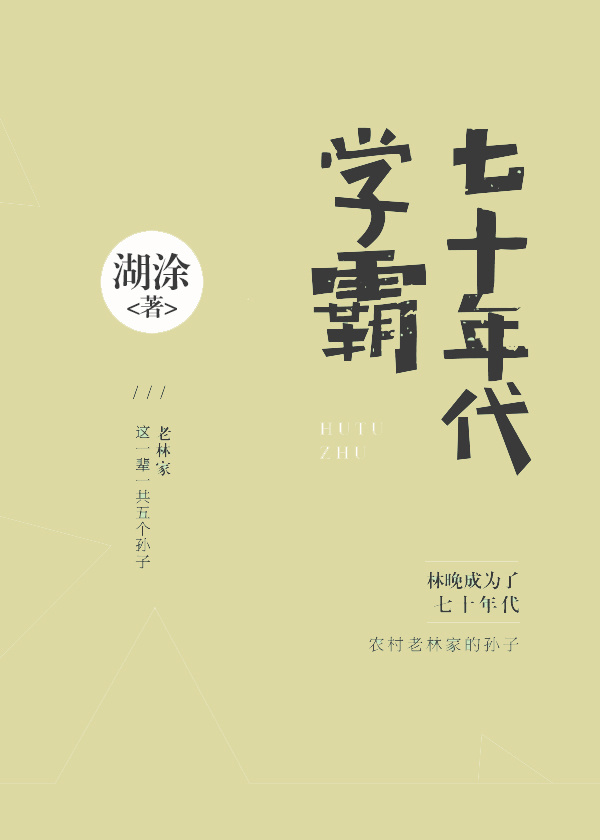 七十年代
学霸
HUTU
ZHU
湖涂
<著>
///
老林家
这一辈一共五个孙子
林晚成为了
七十年代
农村老林家的孙子